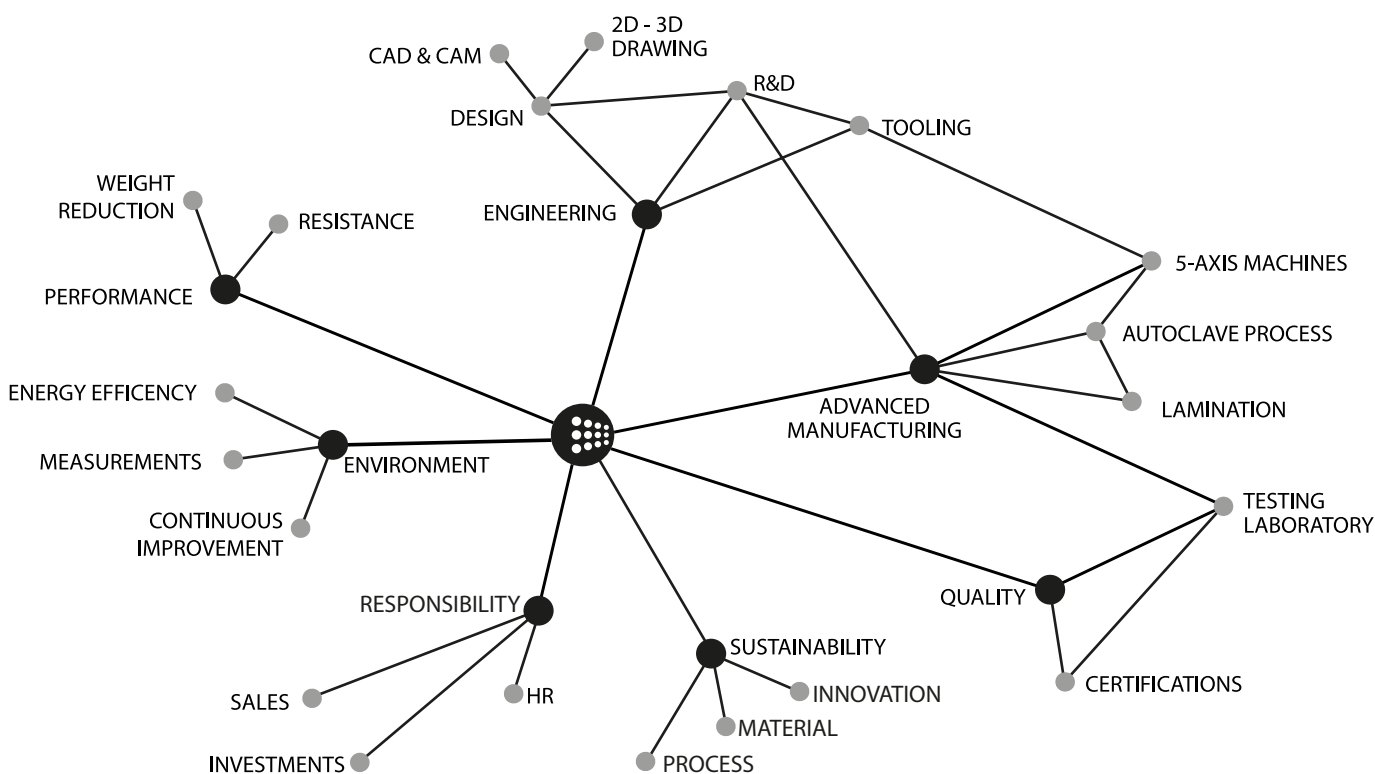 2D - 3D
DRAWING
CAD & CAM
R&D
DESIGN
TOOLING
WEIGHT
REDUCTION
RESISTANCE
ENGINEERING
5-AXIS MACHINES
PERFORMANCE
AUTOCLAVE PROCESS
ENERGY EFFICENCY
ADVANCED
MANUFACTURING
LAMINATION
MEASUREMENTS
ENVIRONMENT
CONTINUOUS
IMPROVEMENT
TESTING
LABORATORY
RESPONSIBILITY
QUALITY
SUSTAINABILITY
SALES
HR
INNOVATION
CERTIFICATIONS
MATERIAL
INVESTMENTS
PROCESS